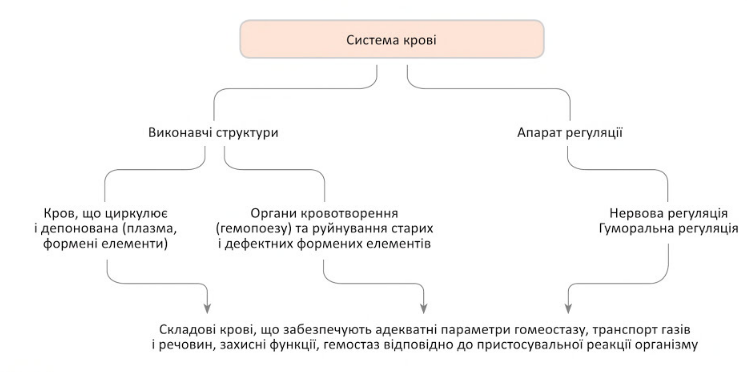 Система крові
Виконавчі структури
Апарат регуляції
Кров, що циркулює
і депонована (плазма,
формені елементи)
Органи кровотворення
(гемопоезу) та руйнування старих
і дефектних формених елементів
Нервова регуляція
Гуморальна регуляція
Складові крові, що забезпечують адекватні параметри гомеостазу, транспорт газів
і речовин, захисні функції, гемостаз відповідно до пристосувальної реакції організму